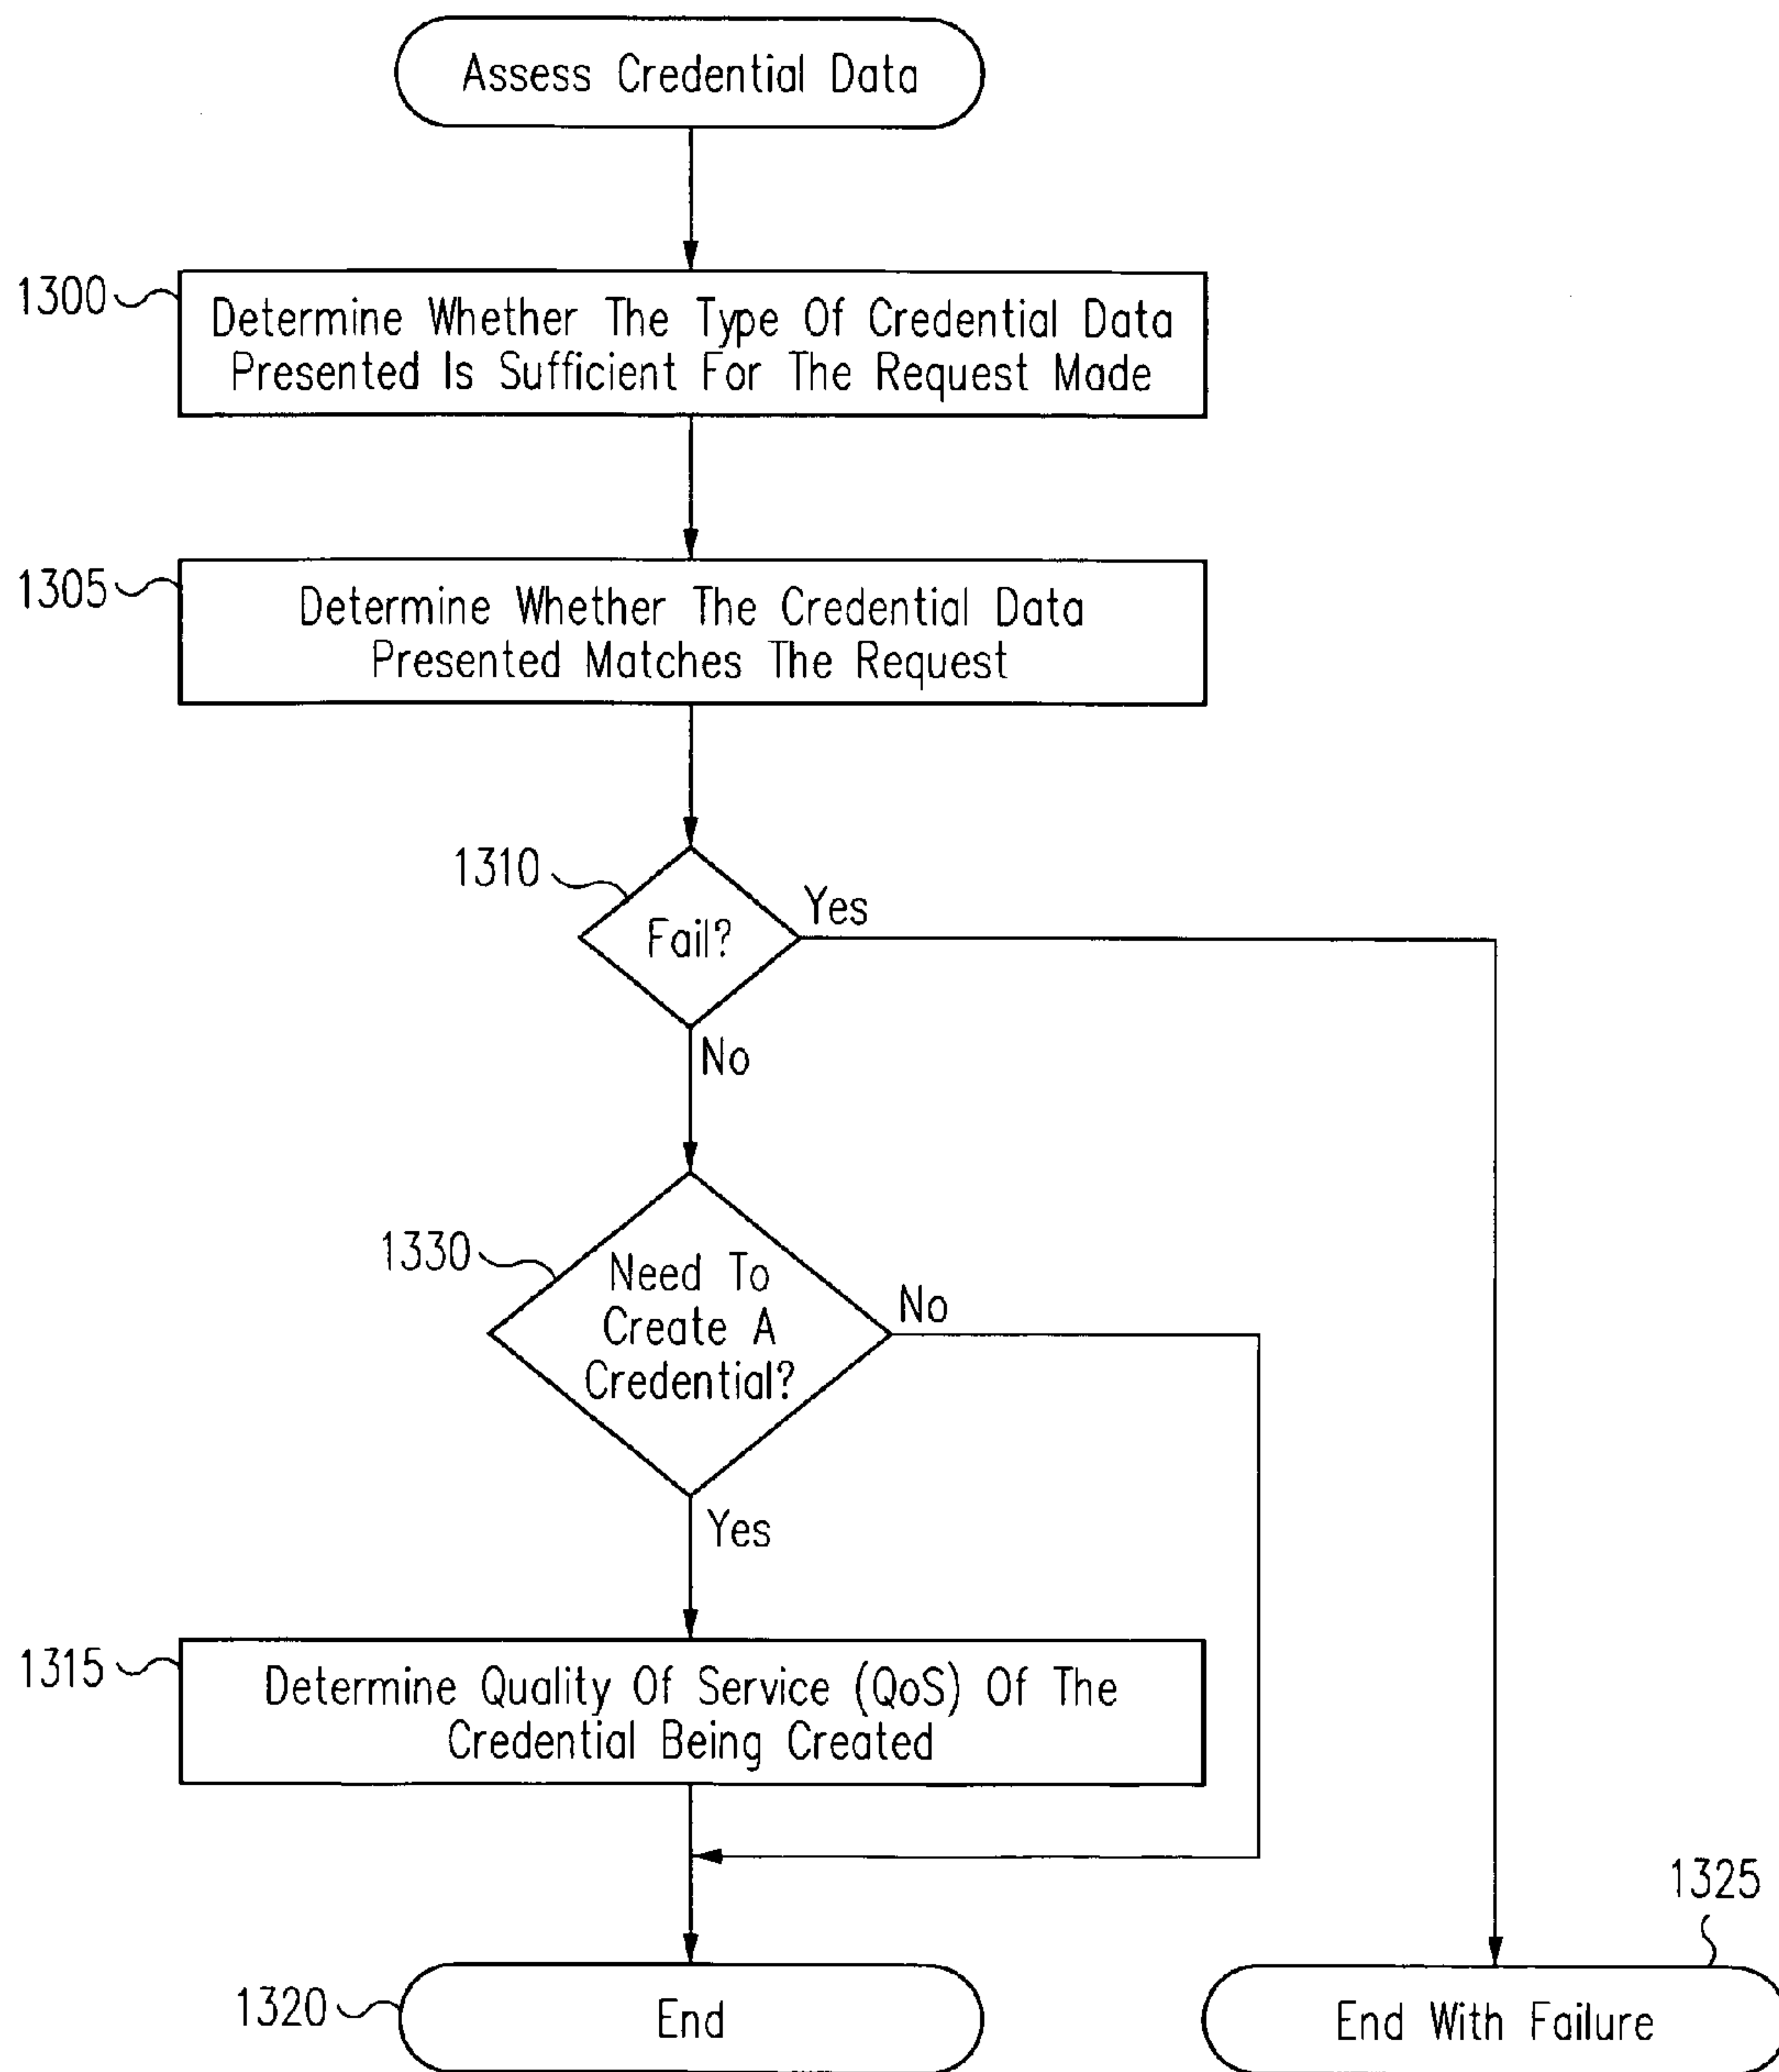 Assess Credential Data
1300
Determine Whether The Type Of Credential Data
Presented Is Sufficient For The Request Made
1305
Determine Whether The Credential Data
Presented Matches The Request
1310
Fail?
Yes
No
1330
Need To
Create A
Credential?
No
Yes
1315
Determine Quality Of Service (QoS) Of The
Credential Being Created
1325
1320
End
End With Failure